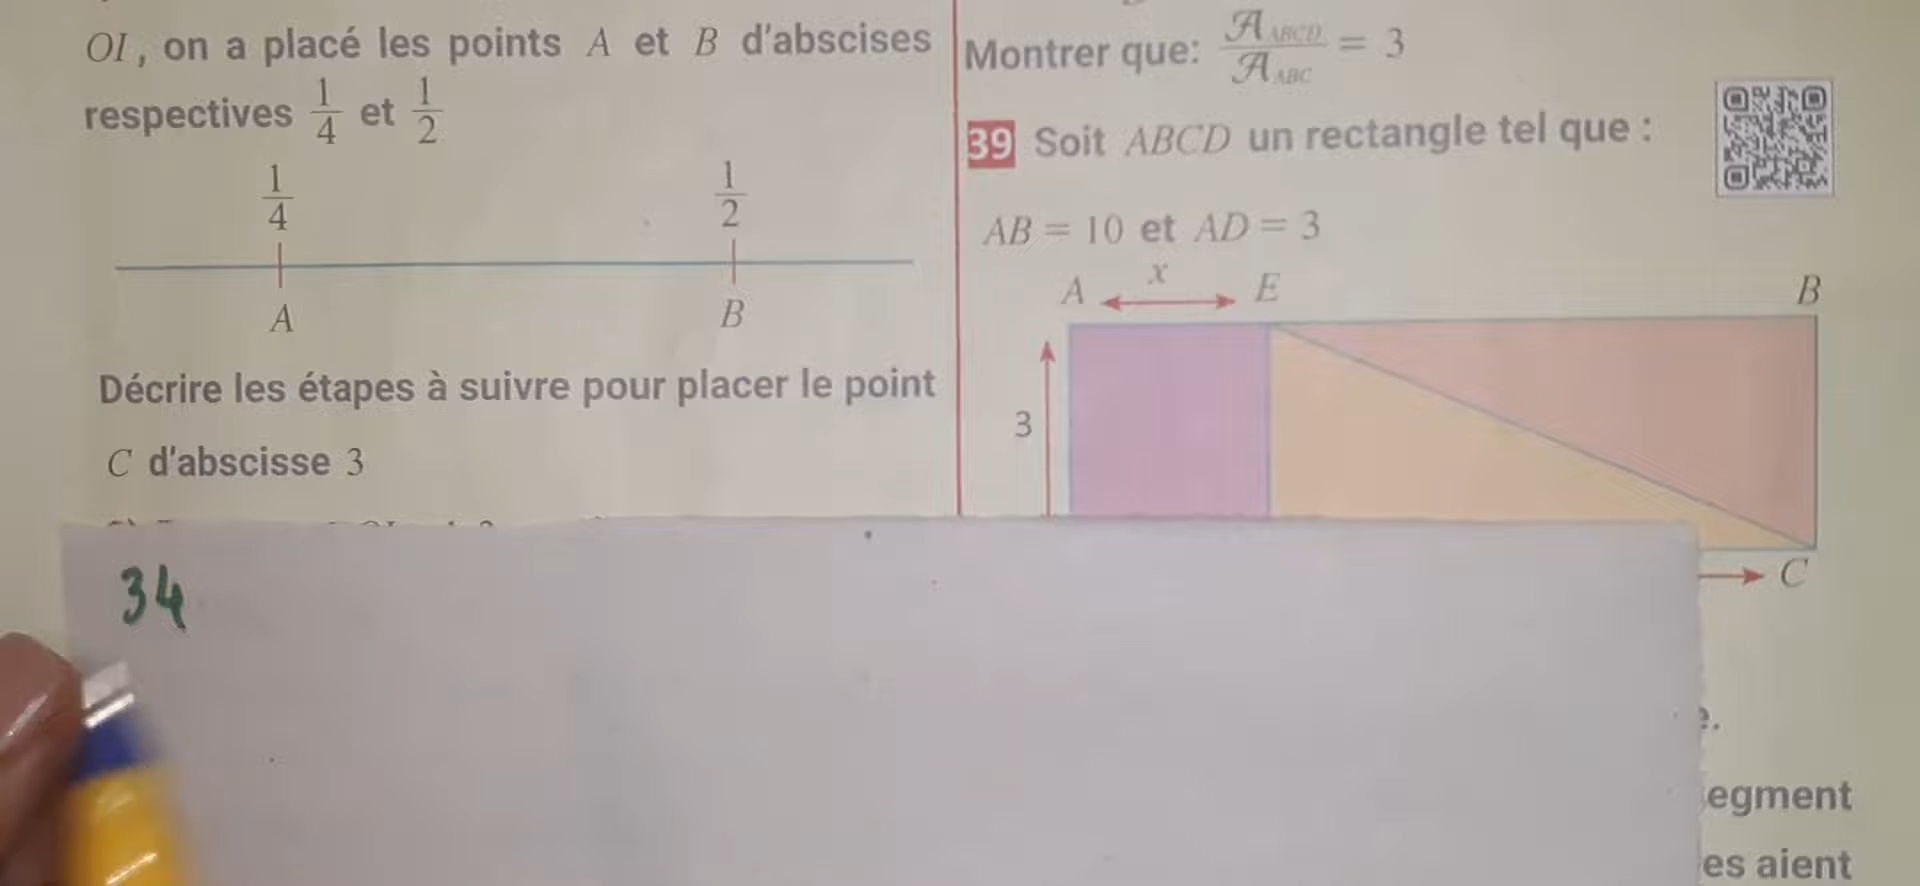 OI, on a placé les points A et B d'abscises
respectives 1/4 et 1/2
1/4 1/2
A B
Décrire les étapes à suivre pour placer le point
C d'abscisse 3
34
Montrer que: 𝒜ABCD/𝒜ABC = 3
39 Soit ABCD un rectangle tel que :
AB = 10 et AD = 3
A x E B
3
C
e.
egment
es aient